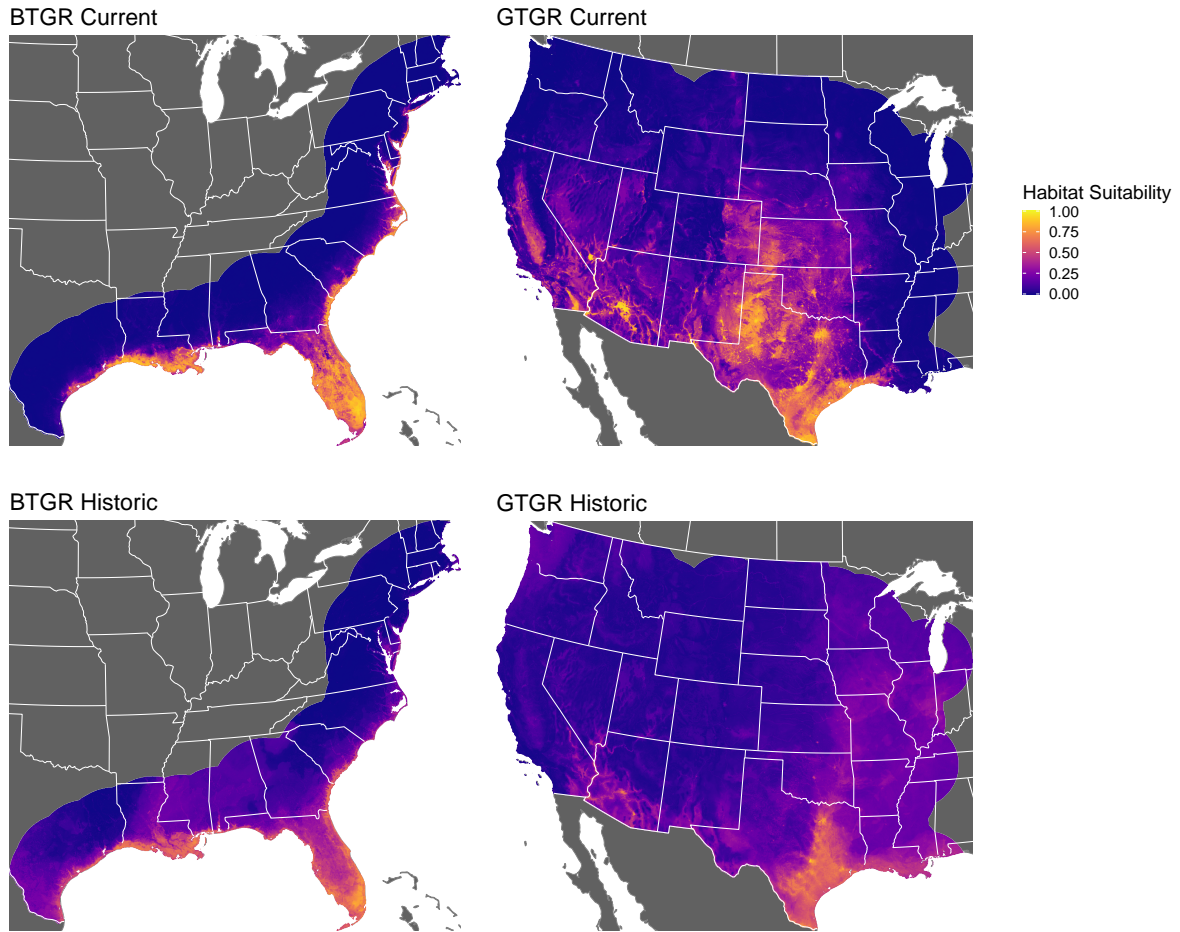 BTGR Current
GTGR Current
Habitat Suitability
1.00
0.75
0.50
0.25
0.00
BTGR Historic
GTGR Historic